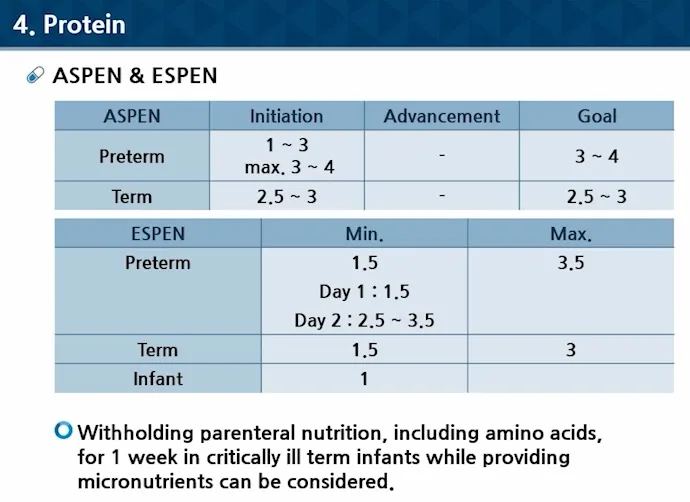 4. Protein
ASPEN & ESPEN
ASPEN Initiation Advancement Goal
Preterm 1 ~ 3 max. 3 ~ 4 - 3 ~ 4
Term 2.5 ~ 3 - 2.5 ~ 3
ESPEN Min. Max.
Preterm 1.5 3.5
Day 1 : 1.5
Day 2 : 2.5 ~ 3.5
Term 1.5 3
Infant 1
Withholding parenteral nutrition, including amino acids,
for 1 week in critically ill term infants while providing
micronutrients can be considered.